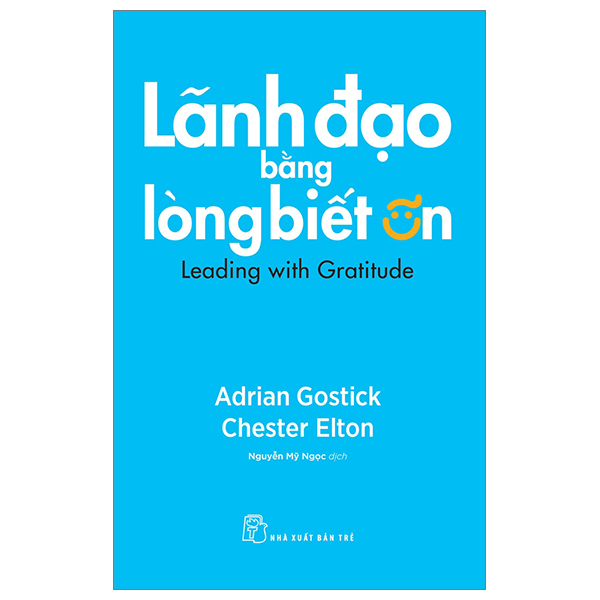 Lãnh đạo
bằng
lòng biết ơn
Leading with Gratitude
Adrian Gostick
Chester Elton
Nguyễn Mỹ Ngọc dịch
NHÀ XUẤT BẢN TRẺ